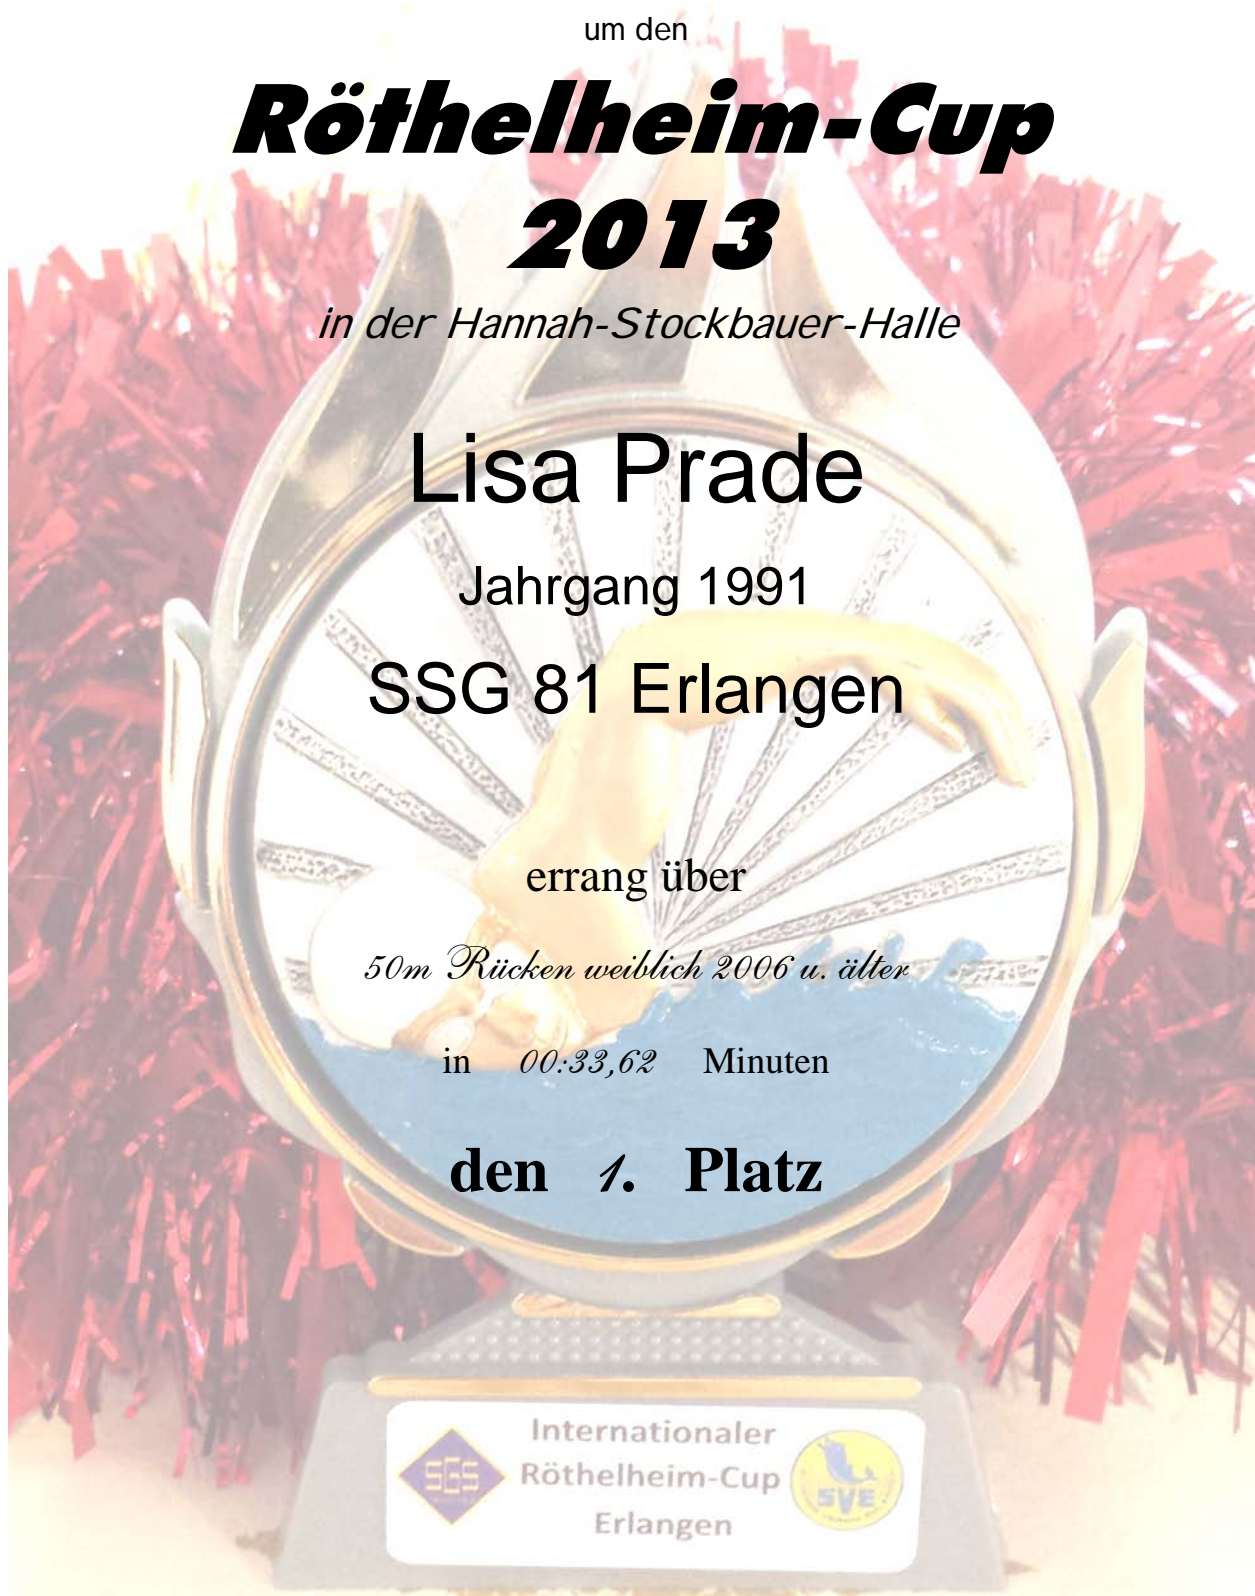 um den
Röthelheim-Cup
2013
in der Hannah-Stockbauer-Halle
Lisa Prade
Jahrgang 1991
SSG 81 Erlangen
errang über
50m Rücken weiblich 2006 u. älter
in 00:33,62 Minuten
den 1. Platz
Internationaler
SGS Röthelheim-Cup SVE
Erlangen